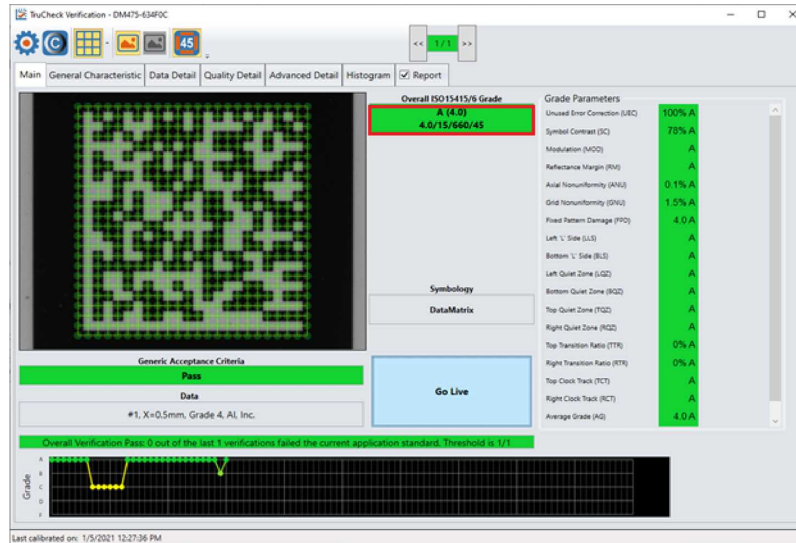 TruCheck Verification - DM475-634F0C
45
<< 1 / 1 >>
Main General Characteristic Data Detail Quality Detail Advanced Detail Histogram Report
Overall ISO15415/6 Grade
A (4.0)
4.0/15/660/45
Grade Parameters
Unused Error Correction (UEC) 100% A
Symbol Contrast (SC) 78% A
Modulation (MOD) A
Reflectance Margin (RM) A
Axial Nonuniformity (ANU) 0.1% A
Grid Nonuniformity (GNU) 1.5% A
Fixed Pattern Damage (FPD) 4.0 A
Left 'L' Side (LLS) A
Bottom 'L' Side (BLS) A
Left Quiet Zone (LQZ) A
Bottom Quiet Zone (BQZ) A
Top Quiet Zone (TQZ) A
Right Quiet Zone (RQZ) A
Top Transition Ratio (TTR) 0% A
Right Transition Ratio (RTR) 0% A
Top Clock Track (TCT) A
Right Clock Track (RCT) A
Average Grade (AG) 4.0 A
Symbology
DataMatrix
Generic Acceptance Criteria
Pass
Data
#1, X=0.5mm, Grade 4, AI, Inc.
Go Live
Overall Verification Pass: 0 out of the last 1 verifications failed the current application standard. Threshold is 1/1
Grade
A
B
C
D
F
Last calibrated on: 1/5/2021 12:27:36 PM